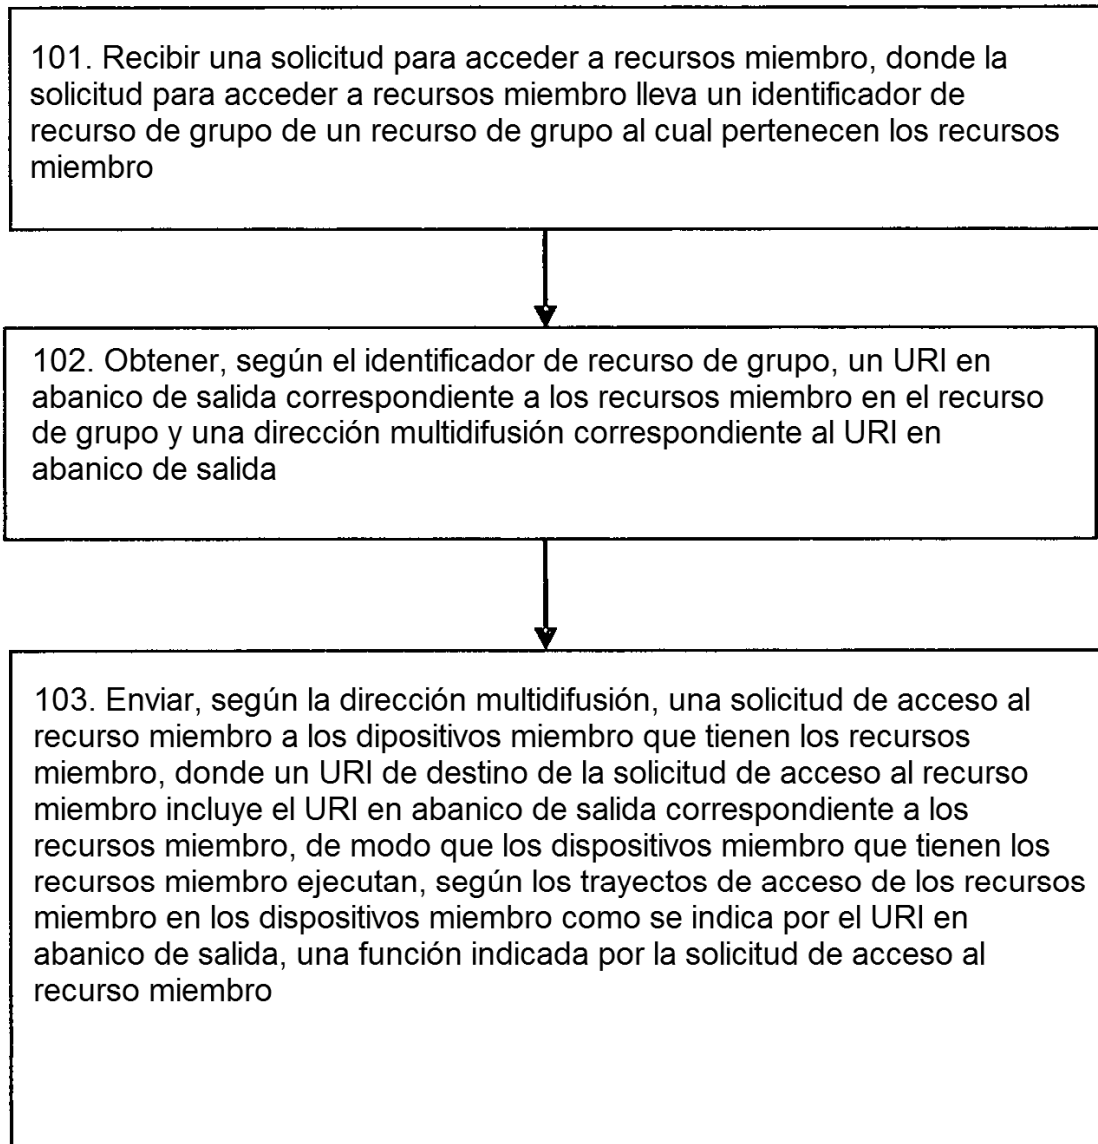 101. Recibir una solicitud para acceder a recursos miembro, donde la
solicitud para acceder a recursos miembro lleva un identificador de
recurso de grupo de un recurso de grupo al cual pertenecen los recursos
miembro
102. Obtener, según el identificador de recurso de grupo, un URI en
abanico de salida correspondiente a los recursos miembro en el recurso
de grupo y una dirección multidifusión correspondiente al URI en
abanico de salida
103. Enviar, según la dirección multidifusión, una solicitud de acceso al
recurso miembro a los dipositivos miembro que tienen los recursos
miembro, donde un URI de destino de la solicitud de acceso al recurso
miembro incluye el URI en abanico de salida correspondiente a los
recursos miembro, de modo que los dispositivos miembro que tienen los
recursos miembro ejecutan, según los trayectos de acceso de los recursos
miembro en los dispositivos miembro como se indica por el URI en
abanico de salida, una función indicada por la solicitud de acceso al
recurso miembro